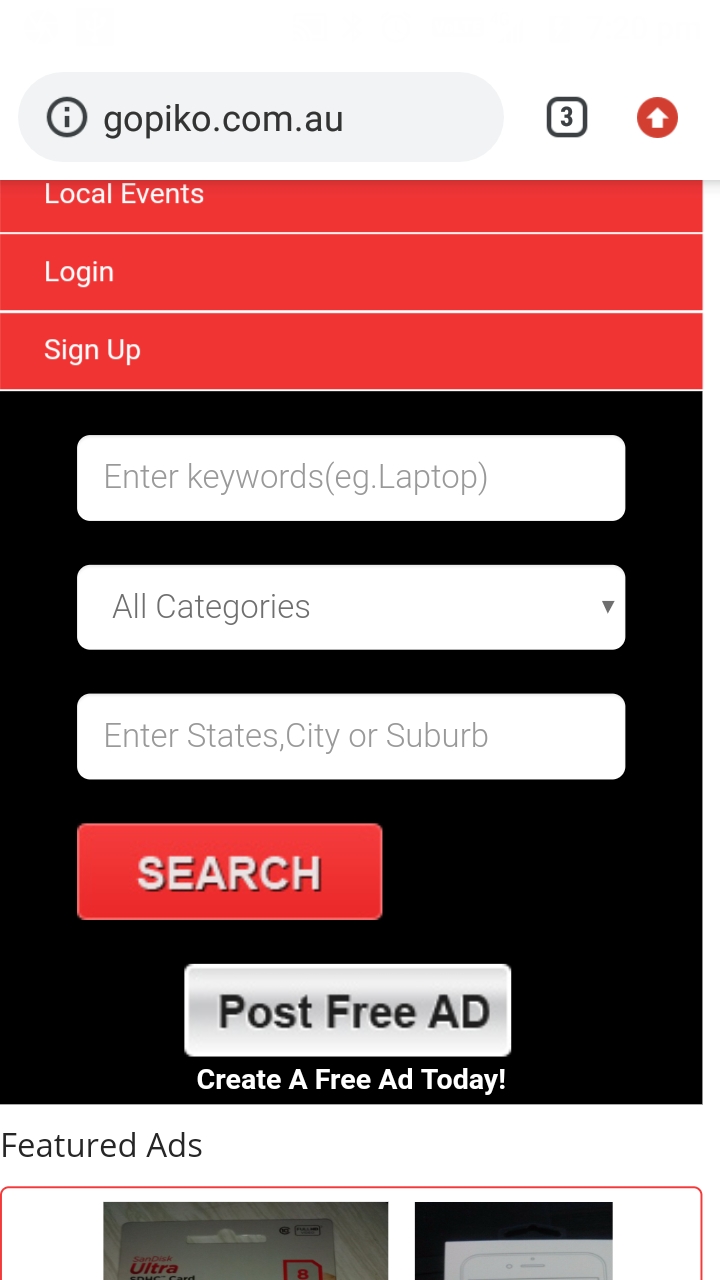 gopiko.com.au
3
Local Events
Login
Sign Up
Enter keywords(eg.Laptop)
All Categories
Enter States,City or Suburb
SEARCH
Post Free AD
Create A Free Ad Today!
Featured Ads
SanDisk
Ultra
SDHC Card
8